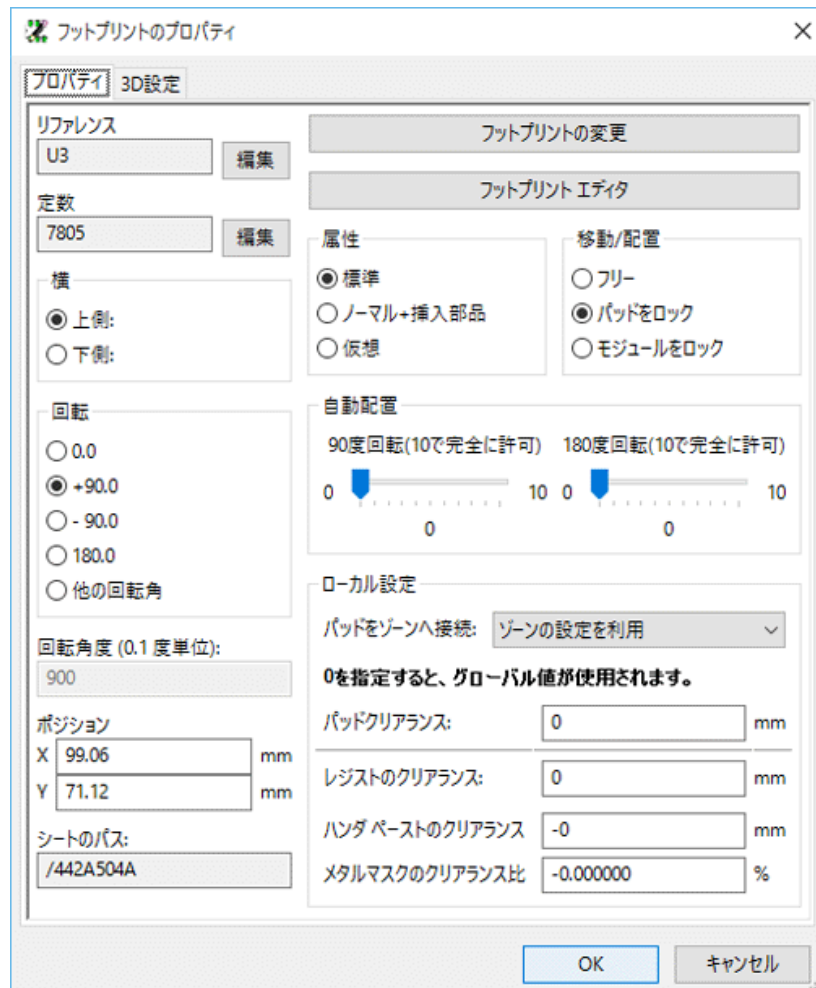 フットプリントのプロパティ
プロパティ 3D設定
リファレンス
U3
編集
定数
7805
編集
横
上側:
下側:
回転
0.0
+90.0
- 90.0
180.0
他の回転角
回転角度 (0.1 度単位):
900
ポジション
X 99.06 mm
Y 71.12 mm
シートのパス:
/442A504A
フットプリントの変更
フットプリント エディタ
属性
標準
ノーマル+挿入部品
仮想
移動/配置
フリー
パッドをロック
モジュールをロック
自動配置
90度回転(10で完全に許可) 180度回転(10で完全に許可)
0 10 0 10
0 0
ローカル設定
パッドをゾーンへ接続: ゾーンの設定を利用
0を指定すると、グローバル値が使用されます。
パッドクリアランス: 0 mm
レジストのクリアランス: 0 mm
ハンダ ペーストのクリアランス -0 mm
メタルマスクのクリアランス比 -0.000000 %
OK キャンセル